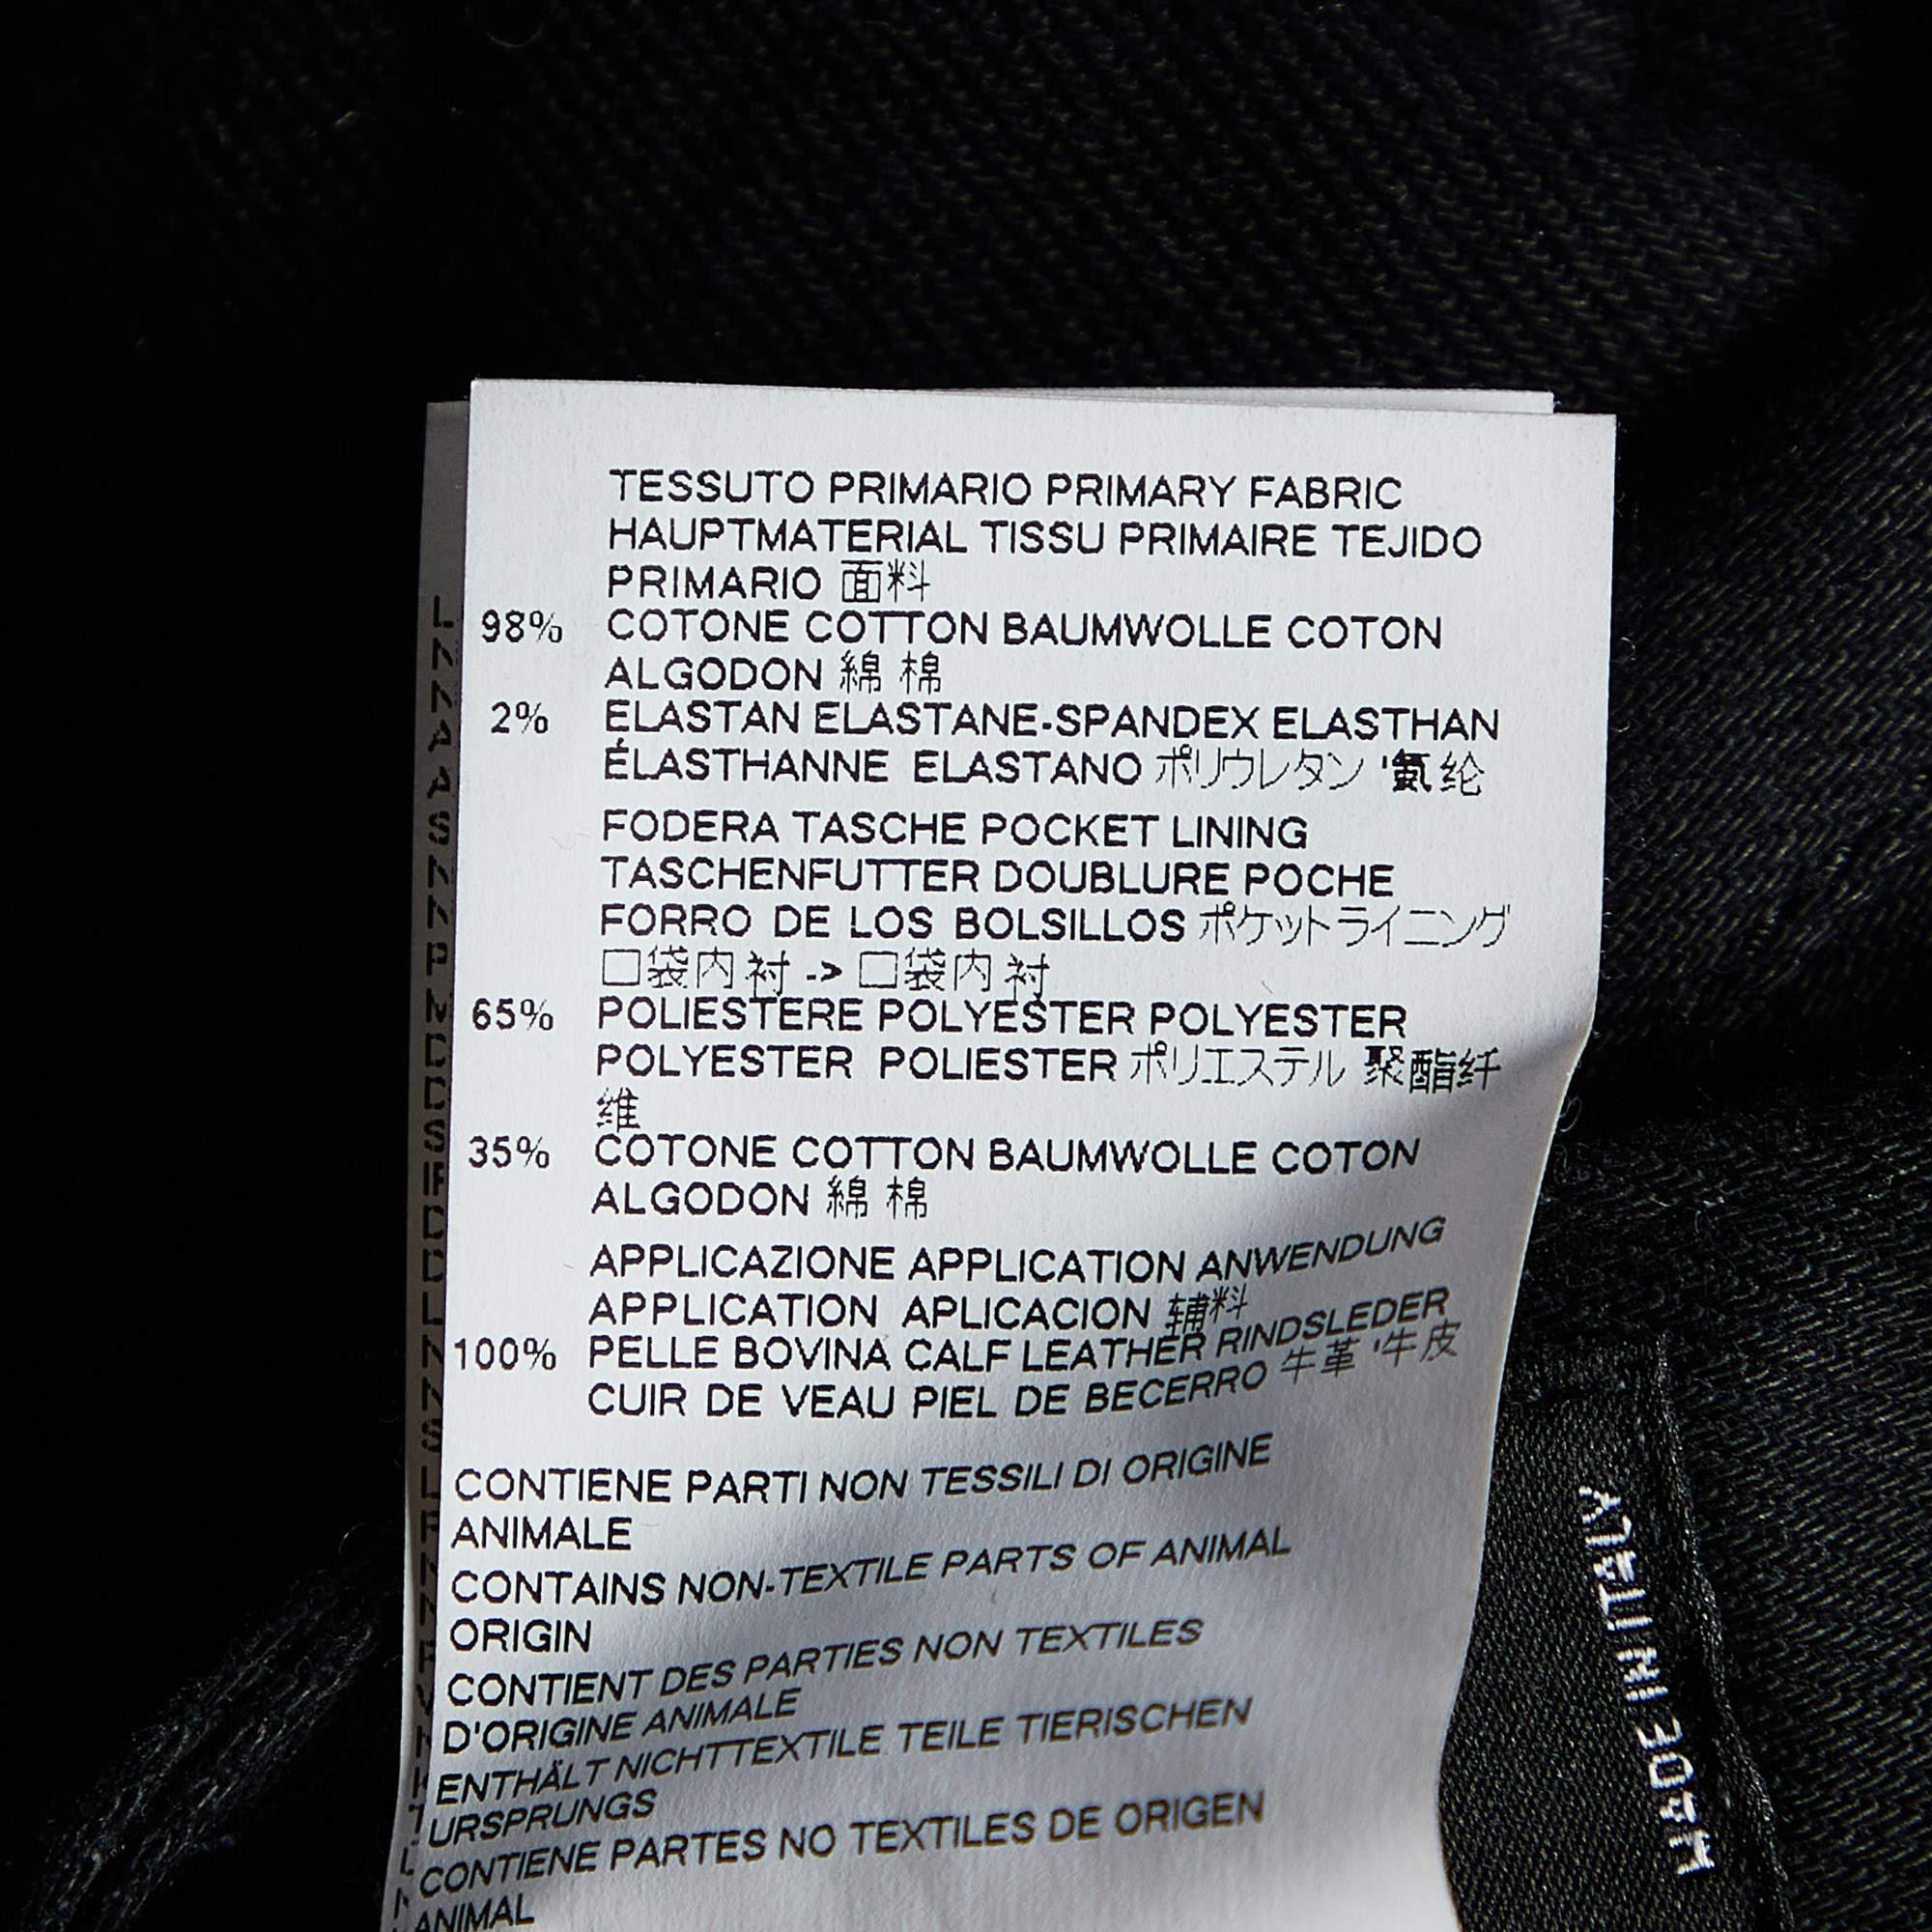 TESSUTO PRIMARIO PRIMARY FABRIC
HAUPTMATERIAL TISSU PRIMAIRE TEJIDO
PRIMARIO 面料
98% COTONE COTTON BAUMWOLLE COTON
ALGODON 綿 棉
2% ELASTAN ELASTANE-SPANDEX ELASTHAN
ÉLASTHANNE ELASTANO ポリウレタン '氨纶
FODERA TASCHE POCKET LINING
TASCHENFUTTER DOUBLURE POCHE
FORRO DE LOS BOLSILLOS ポケットライニング
口袋内衬 -> 口袋内衬
65% POLIESTERE POLYESTER POLYESTER
POLYESTER POLIESTER ポリエステル 聚酯纤
维
35% COTONE COTTON BAUMWOLLE COTON
ALGODON 綿 棉
APPLICAZIONE APPLICATION ANWENDUNG
APPLICATION APLICACION 辅料
100% PELLE BOVINA CALF LEATHER RINDSLEDER
CUIR DE VEAU PIEL DE BECERRO 牛革 '牛皮
CONTIENE PARTI NON TESSILI DI ORIGINE
ANIMALE
CONTAINS NON-TEXTILE PARTS OF ANIMAL
ORIGIN
CONTIENT DES PARTIES NON TEXTILES
D'ORIGINE ANIMALE
ENTHÄLT NICHTTEXTILE TEILE TIERISCHEN
URSPRUNGS
CONTIENE PARTES NO TEXTILES DE ORIGEN
ANIMAL
MADE IN ITALY